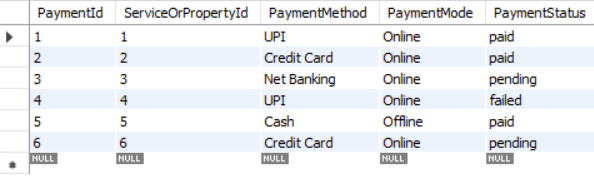 PaymentId ServiceOrPropertyId PaymentMethod PaymentMode PaymentStatus
1 1 UPI Online paid
2 2 Credit Card Online paid
3 3 Net Banking Online pending
4 4 UPI Online failed
5 5 Cash Offline paid
6 6 Credit Card Online pending
NULL NULL NULL NULL NULL